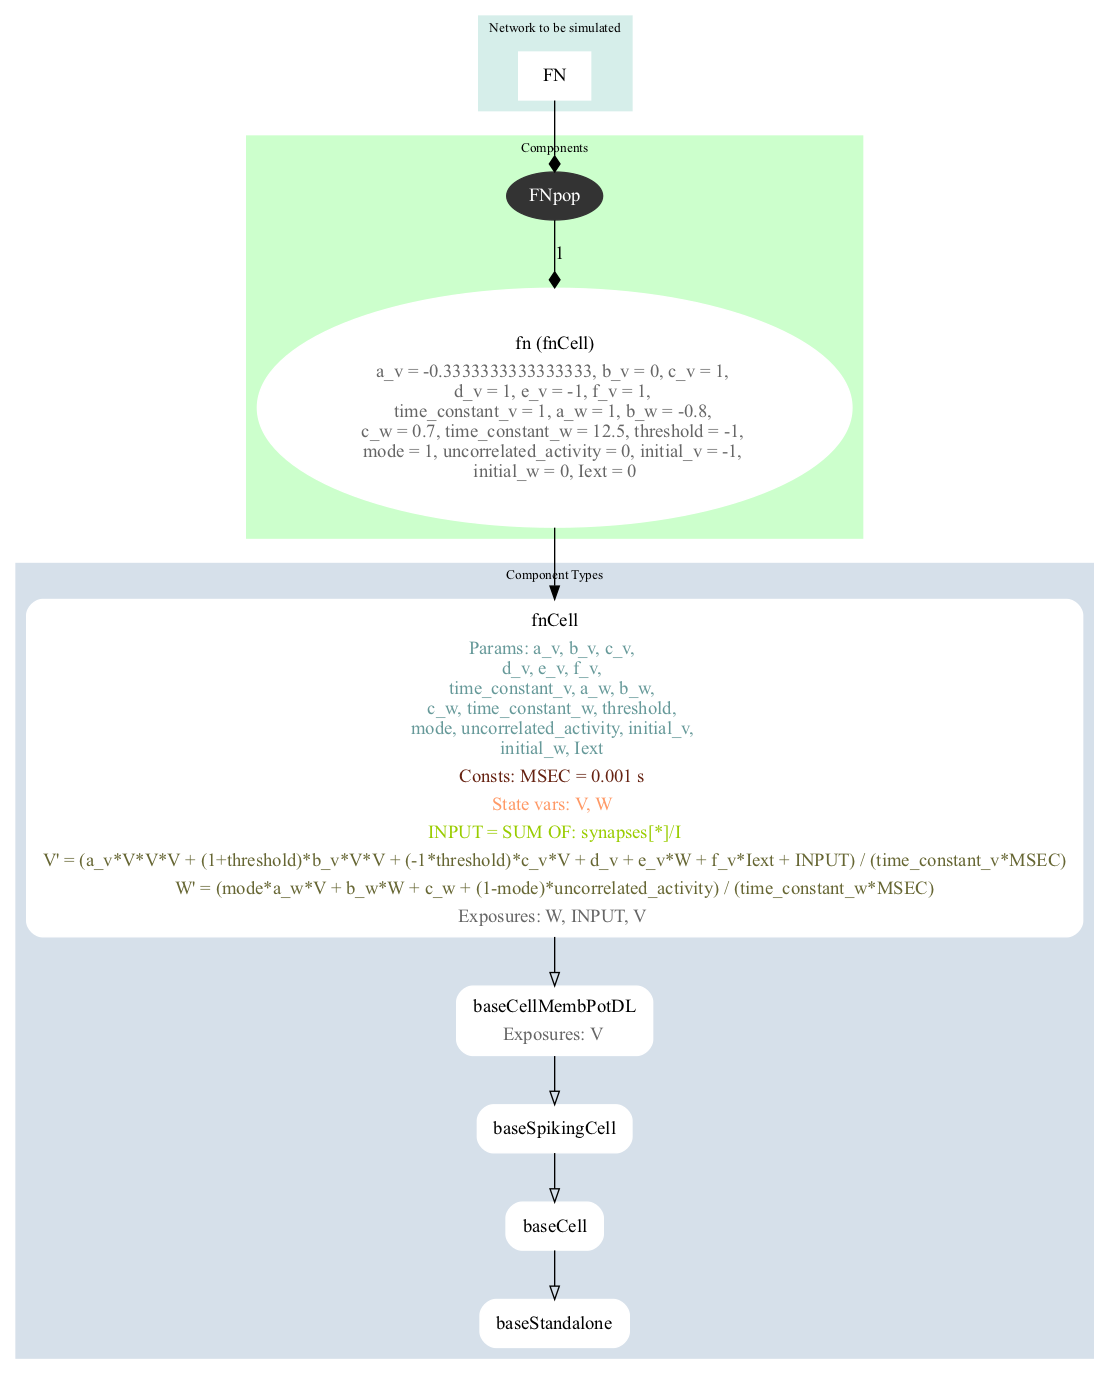 Network to be simulated
FN
Components
FNpop
1
fn (fnCell)
a_v = -0.3333333333333333, b_v = 0, c_v = 1,
d_v = 1, e_v = -1, f_v = 1,
time_constant_v = 1, a_w = 1, b_w = -0.8,
c_w = 0.7, time_constant_w = 12.5, threshold = -1,
mode = 1, uncorrelated_activity = 0, initial_v = -1,
initial_w = 0, Iext = 0
Component Types
fnCell
Params: a_v, b_v, c_v,
d_v, e_v, f_v,
time_constant_v, a_w, b_w,
c_w, time_constant_w, threshold,
mode, uncorrelated_activity, initial_v,
initial_w, Iext
Consts: MSEC = 0.001 s
State vars: V, W
INPUT = SUM OF: synapses[*]/I
V' = (a_v*V*V*V + (1+threshold)*b_v*V*V + (-1*threshold)*c_v*V + d_v + e_v*W + f_v*Iext + INPUT) / (time_constant_v*MSEC)
W' = (mode*a_w*V + b_w*W + c_w + (1-mode)*uncorrelated_activity) / (time_constant_w*MSEC)
Exposures: W, INPUT, V
baseCellMembPotDL
Exposures: V
baseSpikingCell
baseCell
baseStandalone